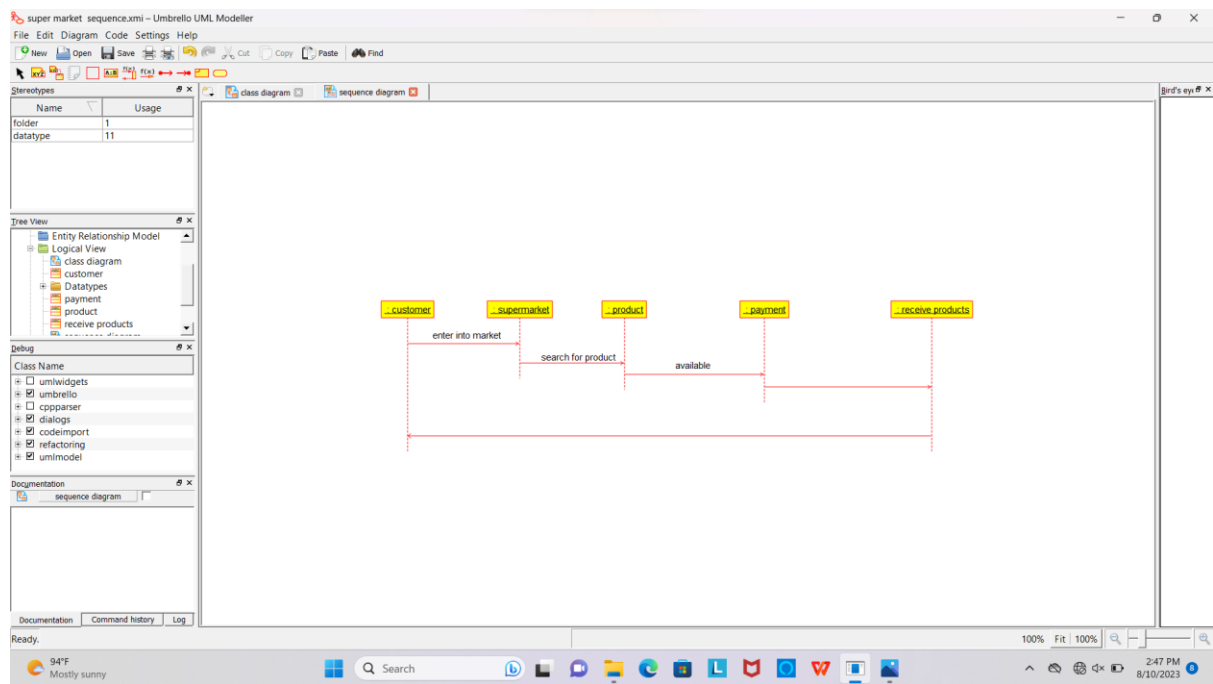 super market sequence.xmi – Umbrello UML Modeller
File Edit Diagram Code Settings Help
New Open Save Cut Copy Paste Find
Stereotypes
Name Usage
folder 1
datatype 11
class diagram sequence diagram
Bird's eye
Tree View
Entity Relationship Model
Logical View
class diagram
customer
Datatypes
payment
product
receive products
Debug
Class Name
umlwidgets
umbrello
cppparser
dialogs
codeimport
refactoring
umlmodel
Documentation
sequence diagram
Documentation Command history Log
.: customer .: supermarket .: product .: payment .: receive products
enter into market
search for product
available
Ready.
100% Fit 100%
94°F
Mostly sunny
Search
2:47 PM
8/10/2023
8